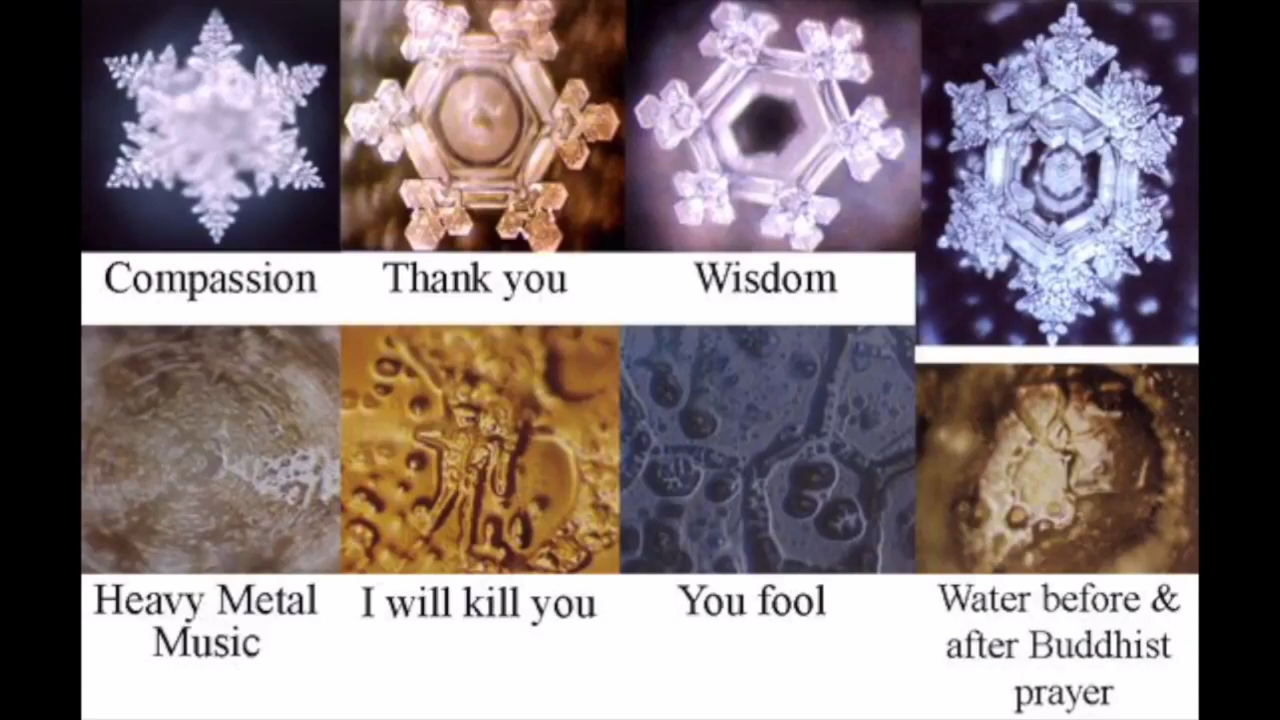 Compassion
Thank you
Wisdom
Heavy Metal
Music
I will kill you
You fool
Water before &
after Buddhist
prayer